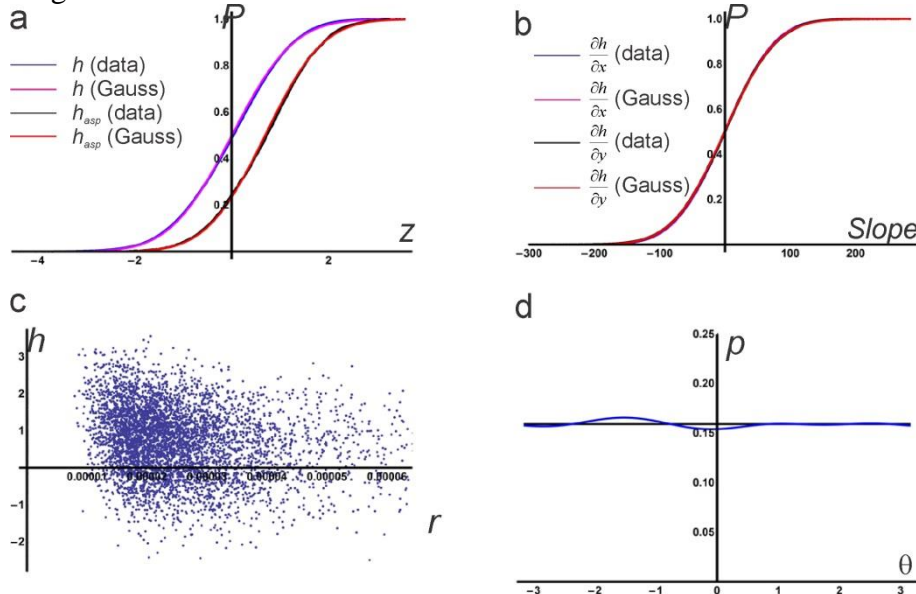 a
P
1.0
0.8
0.6
0.4
0.2
h (data)
h (Gauss)
h_asp (data)
h_asp (Gauss)
−4
−2
2
z
b
P
1.0
0.8
0.6
0.4
0.2
∂h/∂x (data)
∂h/∂x (Gauss)
∂h/∂y (data)
∂h/∂y (Gauss)
−300
−200
−100
100
200
Slope
c
h
3
2
1
−1
−2
0.00001
0.00002
0.00003
0.00004
0.00005
0.00006
r
d
p
0.25
0.20
0.15
0.10
0.05
−3
−2
−1
0
1
2
3
θ